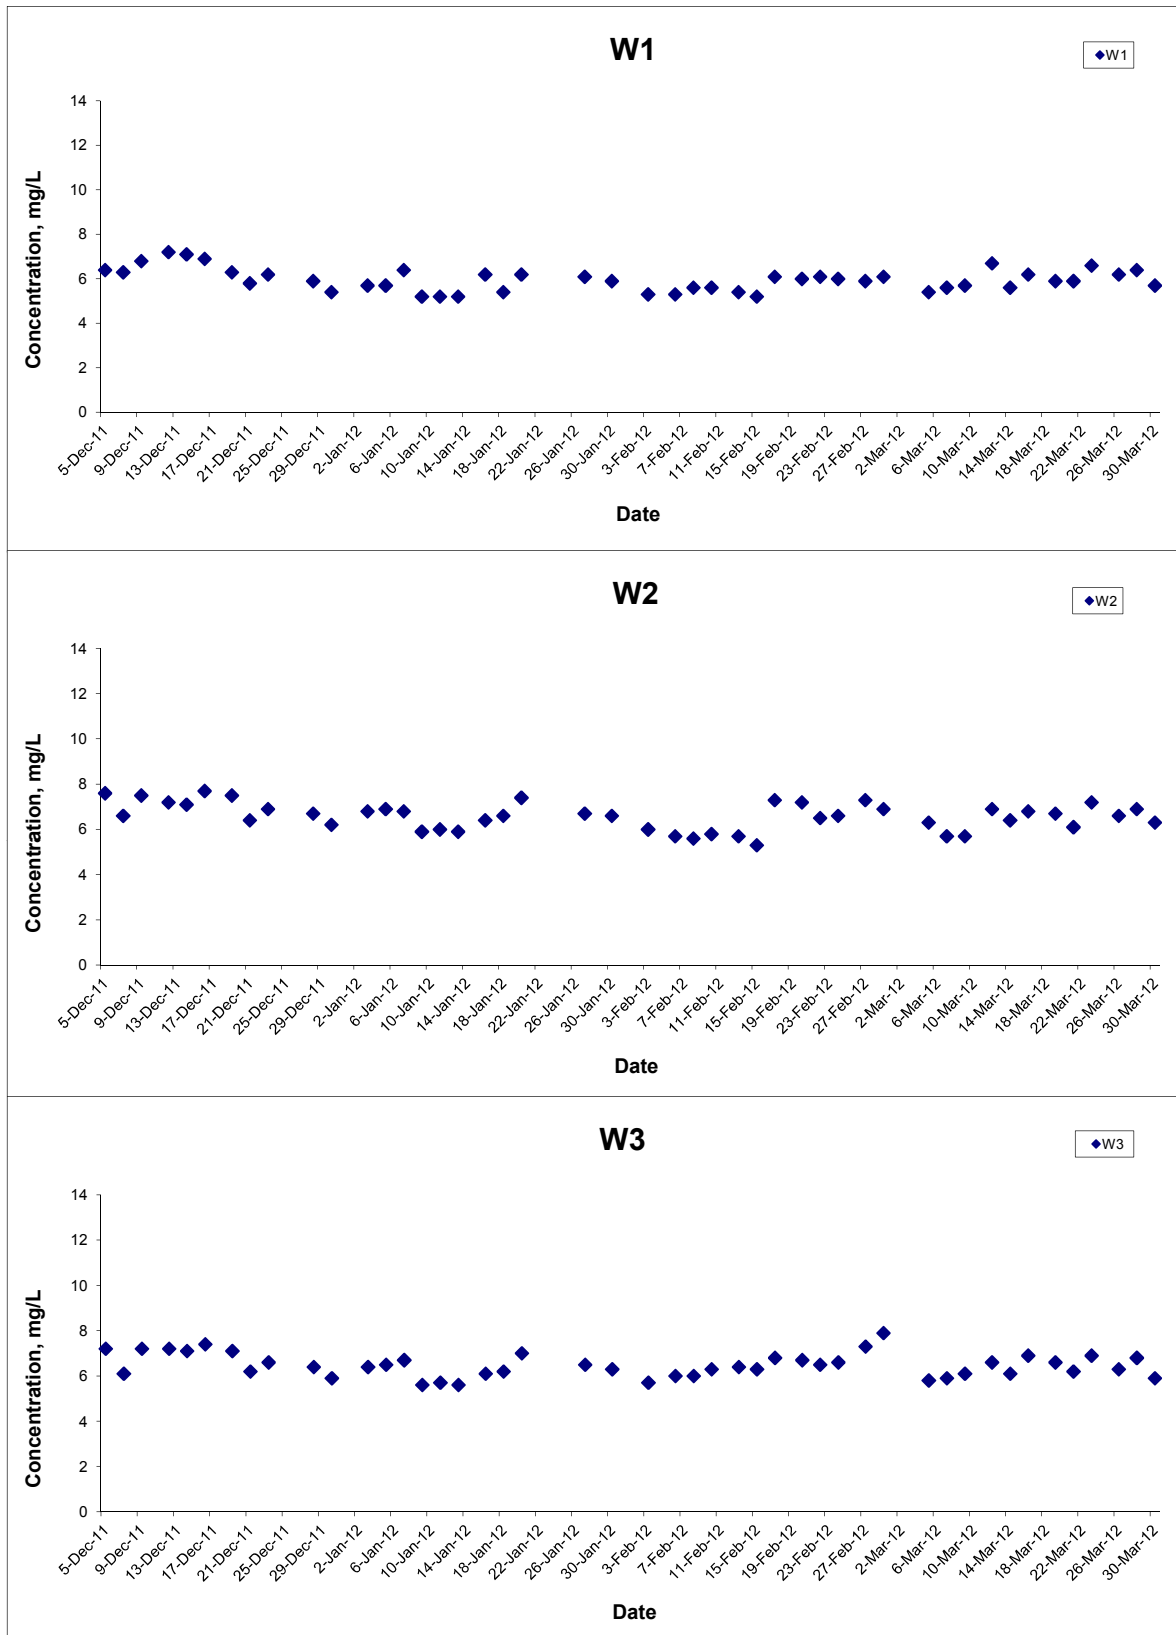 W1
W1
14
12
10
8
6
4
2
0
Concentration, mg/L
5-Dec-11
9-Dec-11
13-Dec-11
17-Dec-11
21-Dec-11
25-Dec-11
29-Dec-11
2-Jan-12
6-Jan-12
10-Jan-12
14-Jan-12
18-Jan-12
22-Jan-12
26-Jan-12
30-Jan-12
3-Feb-12
7-Feb-12
11-Feb-12
15-Feb-12
19-Feb-12
23-Feb-12
27-Feb-12
2-Mar-12
6-Mar-12
10-Mar-12
14-Mar-12
18-Mar-12
22-Mar-12
26-Mar-12
30-Mar-12
Date
W2
W2
14
12
10
8
6
4
2
0
Concentration, mg/L
5-Dec-11
9-Dec-11
13-Dec-11
17-Dec-11
21-Dec-11
25-Dec-11
29-Dec-11
2-Jan-12
6-Jan-12
10-Jan-12
14-Jan-12
18-Jan-12
22-Jan-12
26-Jan-12
30-Jan-12
3-Feb-12
7-Feb-12
11-Feb-12
15-Feb-12
19-Feb-12
23-Feb-12
27-Feb-12
2-Mar-12
6-Mar-12
10-Mar-12
14-Mar-12
18-Mar-12
22-Mar-12
26-Mar-12
30-Mar-12
Date
W3
W3
14
12
10
8
6
4
2
0
Concentration, mg/L
5-Dec-11
9-Dec-11
13-Dec-11
17-Dec-11
21-Dec-11
25-Dec-11
29-Dec-11
2-Jan-12
6-Jan-12
10-Jan-12
14-Jan-12
18-Jan-12
22-Jan-12
26-Jan-12
30-Jan-12
3-Feb-12
7-Feb-12
11-Feb-12
15-Feb-12
19-Feb-12
23-Feb-12
27-Feb-12
2-Mar-12
6-Mar-12
10-Mar-12
14-Mar-12
18-Mar-12
22-Mar-12
26-Mar-12
30-Mar-12
Date